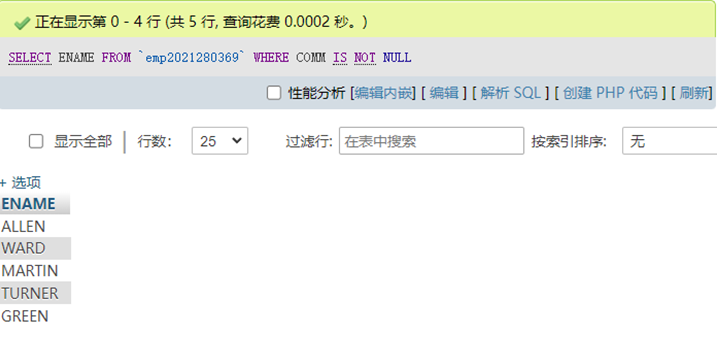 正在显示第 0 - 4 行 (共 5 行, 查询花费 0.0002 秒。)
SELECT ENAME FROM `emp2021280369` WHERE COMM IS NOT NULL
性能分析 [编辑内嵌] [ 编辑 ] [ 解析 SQL ] [ 创建 PHP 代码 ] [ 刷新]
显示全部 | 行数: 25 过滤行: 在表中搜索 按索引排序: 无
+ 选项
ENAME
ALLEN
WARD
MARTIN
TURNER
GREEN